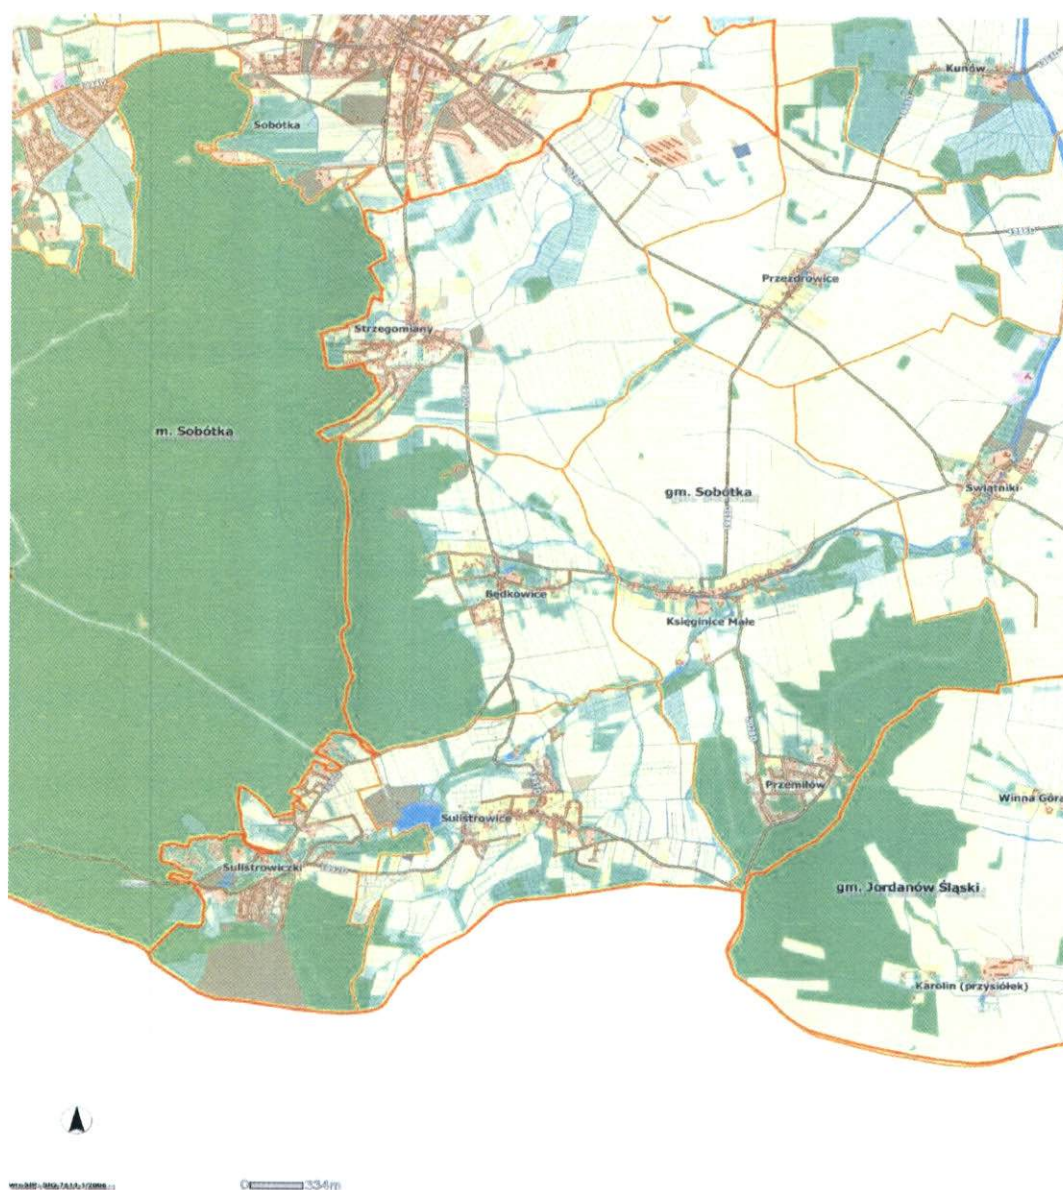 Kunów
Sobótka
Przezdrowice
Strzegomiany
m. Sobótka
gm. Sobótka
Świątniki
Będkowice
Księginice Małe
Przemiłów
Winna Góra
Sulistrowice
Sulistrowiczki
gm. Jordanów Śląski
Karolin (przysiółek)
0 334m